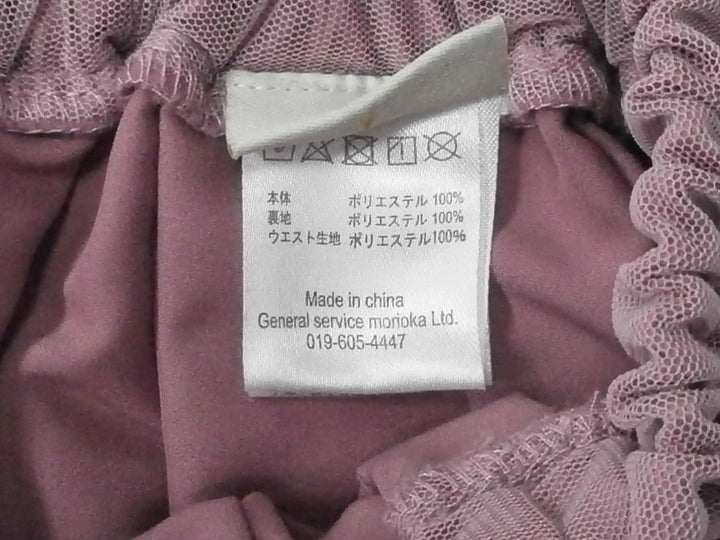 本体 ポリエステル 100%
裏地 ポリエステル 100%
ウエスト生地 ポリエステル100%
Made in china
General service morioka Ltd.
019-605-4447